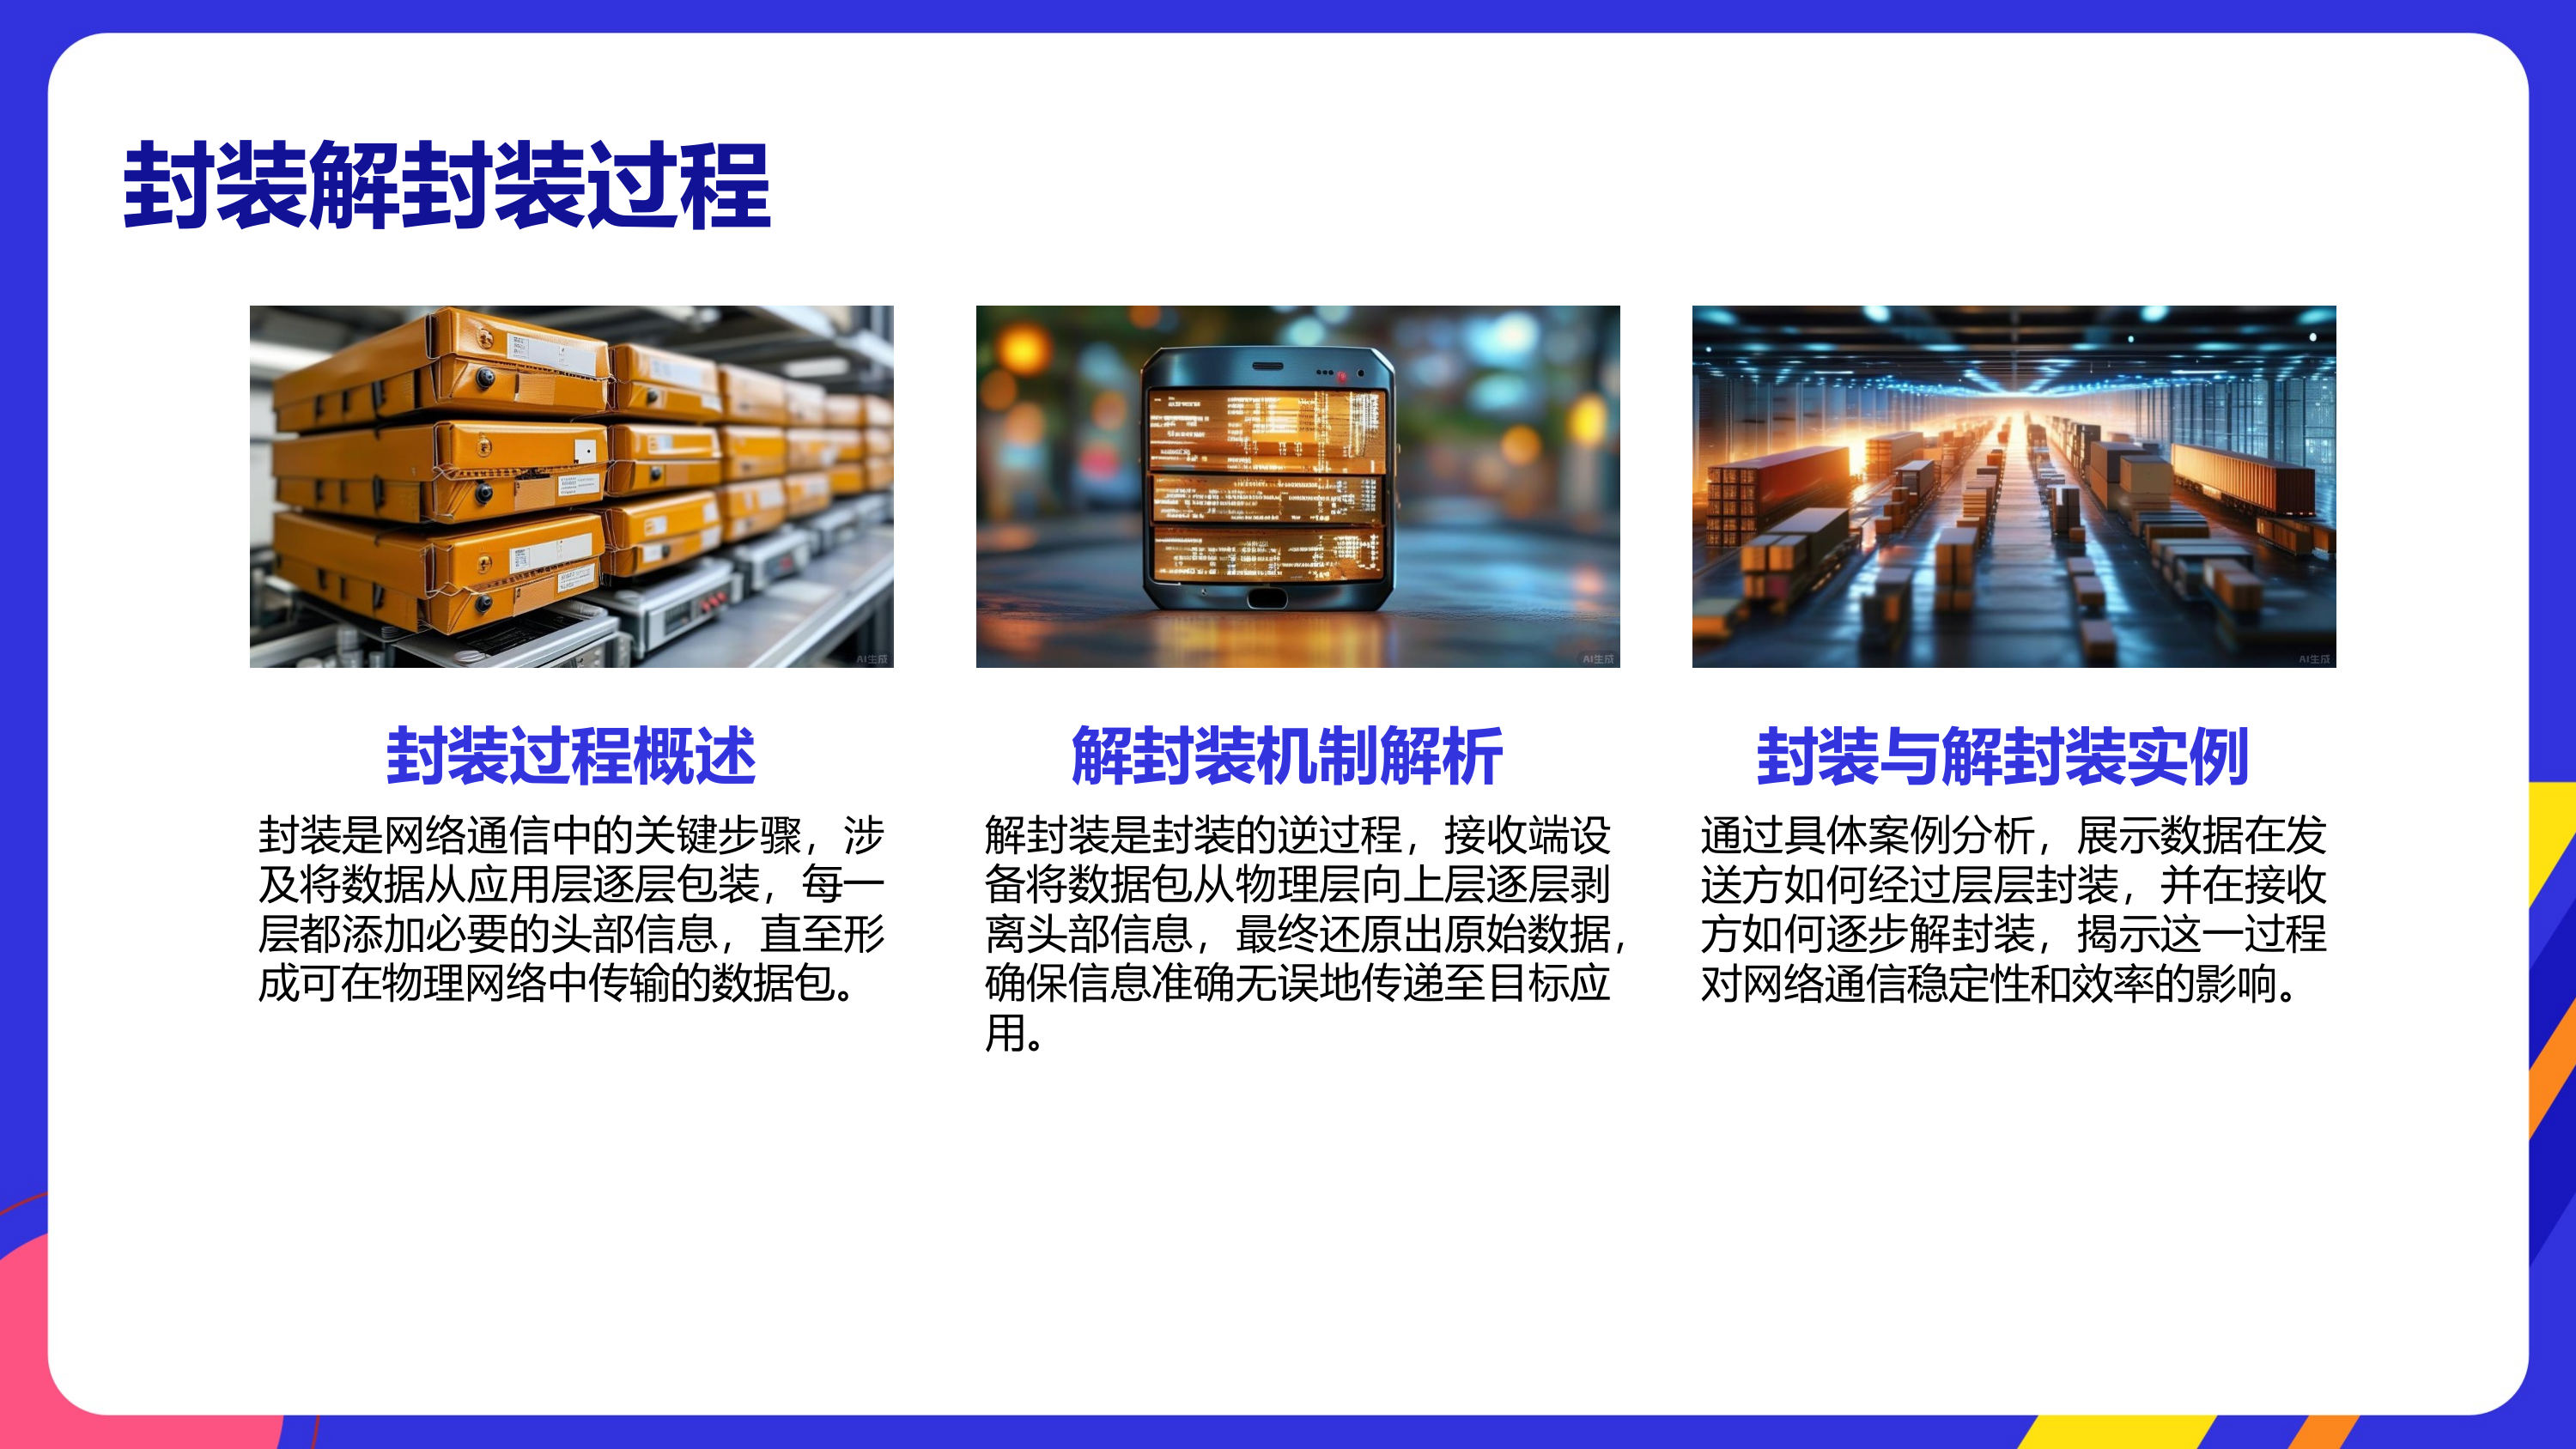 封装解封装过程
AI生成
AI生成
AI生成
封装过程概述
封装是网络通信中的关键步骤，涉
及将数据从应用层逐层包装，每一
层都添加必要的头部信息，直至形
成可在物理网络中传输的数据包。
解封装机制解析
解封装是封装的逆过程，接收端设
备将数据包从物理层向上层逐层剥
离头部信息，最终还原出原始数据，
确保信息准确无误地传递至目标应
用。
封装与解封装实例
通过具体案例分析，展示数据在发
送方如何经过层层封装，并在接收
方如何逐步解封装，揭示这一过程
对网络通信稳定性和效率的影响。